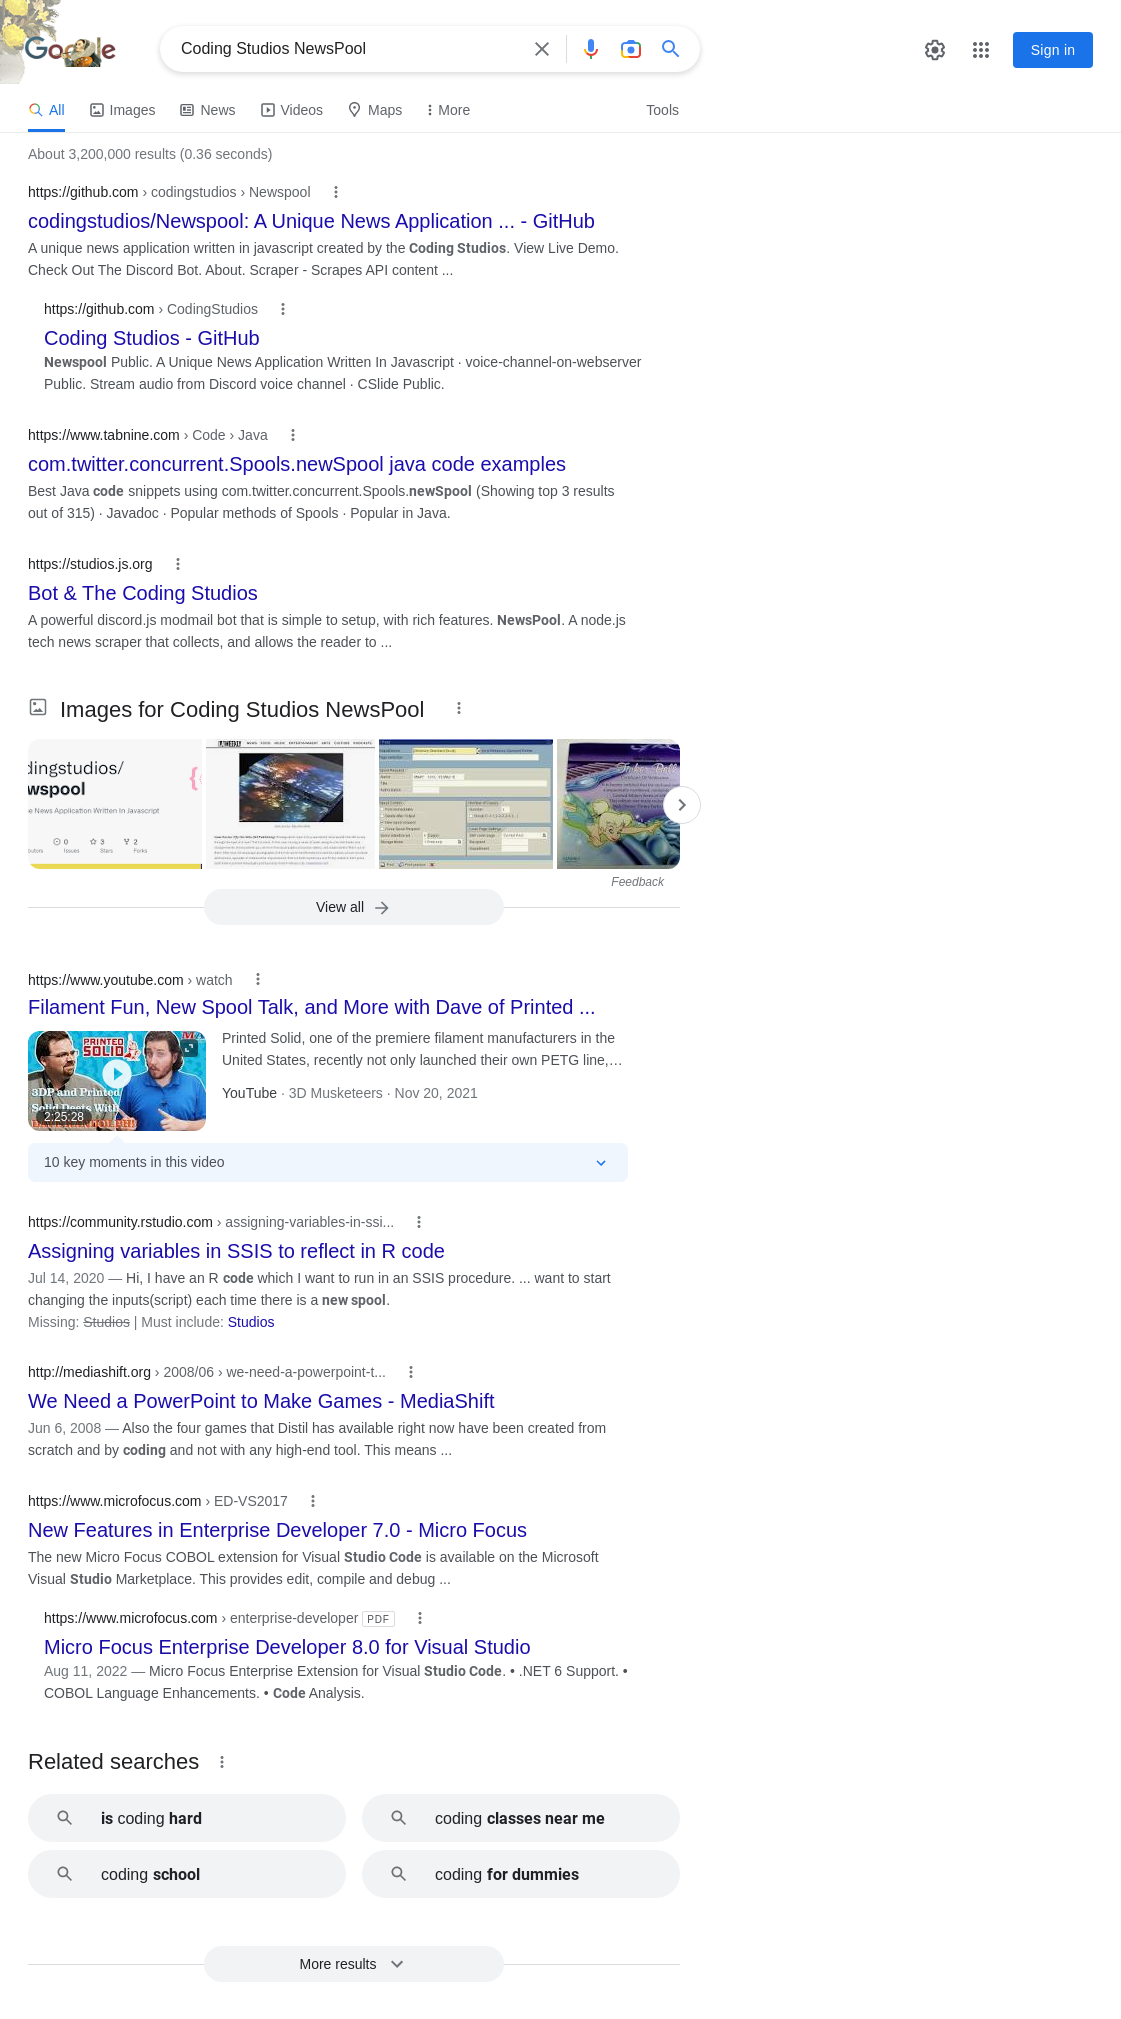 Google
Coding Studios NewsPool
Sign in
All
Images
News
Videos
Maps
More
Tools
About 3,200,000 results (0.36 seconds)
https://github.com › codingstudios › Newspool
codingstudios/Newspool: A Unique News Application ... - GitHub
A unique news application written in javascript created by the Coding Studios. View Live Demo.
Check Out The Discord Bot. About. Scraper - Scrapes API content ...
https://github.com › CodingStudios
Coding Studios - GitHub
Newspool Public. A Unique News Application Written In Javascript · voice-channel-on-webserver
Public. Stream audio from Discord voice channel · CSlide Public.
https://www.tabnine.com › Code › Java
com.twitter.concurrent.Spools.newSpool java code examples
Best Java code snippets using com.twitter.concurrent.Spools.newSpool (Showing top 3 results
out of 315) · Javadoc · Popular methods of Spools · Popular in Java.
https://studios.js.org
Bot & The Coding Studios
A powerful discord.js modmail bot that is simple to setup, with rich features. NewsPool. A node.js
tech news scraper that collects, and allows the reader to ...
Images for Coding Studios NewsPool
dingstudios/
wspool
e News Application Written In Javascript
0
3
2
utors
Issues
Stars
Forks
LA WEEKLY
NEWS FOOD MUSIC ENTERTAINMENT ARTS CULTURE PODCASTS
Tinker Bell
Feedback
View all
https://www.youtube.com › watch
Filament Fun, New Spool Talk, and More with Dave of Printed ...
PRINTED
SOLID
3DP and Printed
Solid Deets With
2:25:28
Printed Solid, one of the premiere filament manufacturers in the
United States, recently not only launched their own PETG line,…
YouTube · 3D Musketeers · Nov 20, 2021
10 key moments in this video
https://community.rstudio.com › assigning-variables-in-ssi...
Assigning variables in SSIS to reflect in R code
Jul 14, 2020 — Hi, I have an R code which I want to run in an SSIS procedure. ... want to start
changing the inputs(script) each time there is a new spool.
Missing: Studios | Must include: Studios
http://mediashift.org › 2008/06 › we-need-a-powerpoint-t...
We Need a PowerPoint to Make Games - MediaShift
Jun 6, 2008 — Also the four games that Distil has available right now have been created from
scratch and by coding and not with any high-end tool. This means ...
https://www.microfocus.com › ED-VS2017
New Features in Enterprise Developer 7.0 - Micro Focus
The new Micro Focus COBOL extension for Visual Studio Code is available on the Microsoft
Visual Studio Marketplace. This provides edit, compile and debug ...
https://www.microfocus.com › enterprise-developer PDF
Micro Focus Enterprise Developer 8.0 for Visual Studio
Aug 11, 2022 — Micro Focus Enterprise Extension for Visual Studio Code. • .NET 6 Support. •
COBOL Language Enhancements. • Code Analysis.
Related searches
is coding hard
coding classes near me
coding school
coding for dummies
More results